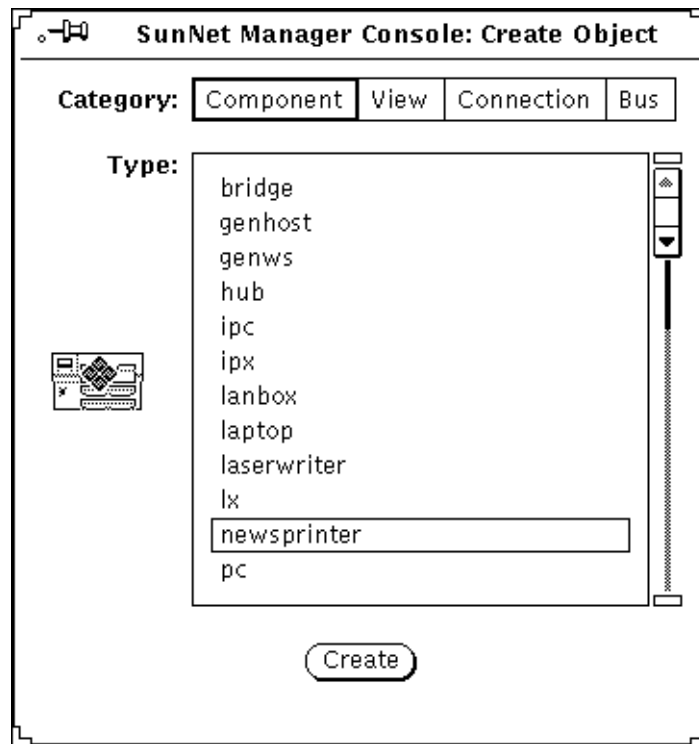 SunNet Manager Console: Create Object
Category: Component View Connection Bus
Type:
bridge
genhost
genws
hub
ipc
ipx
lanbox
laptop
laserwriter
lx
newsprinter
pc
Create